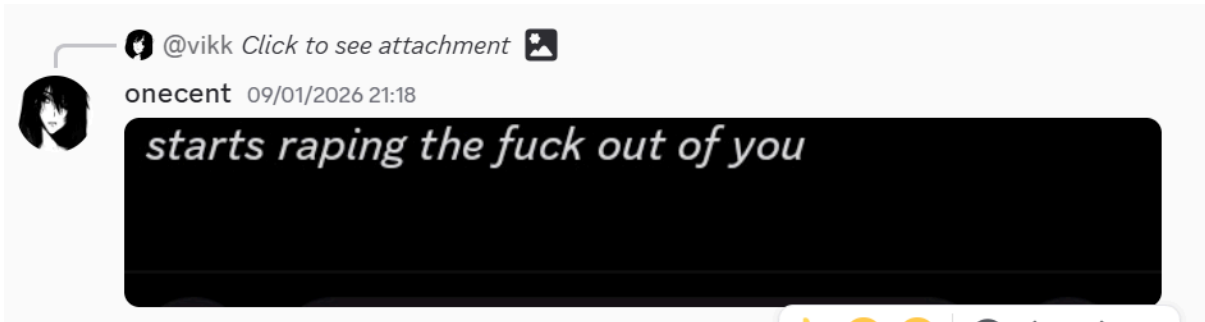 @vikk Click to see attachment
onecent 09/01/2026 21:18
starts raping the fuck out of you